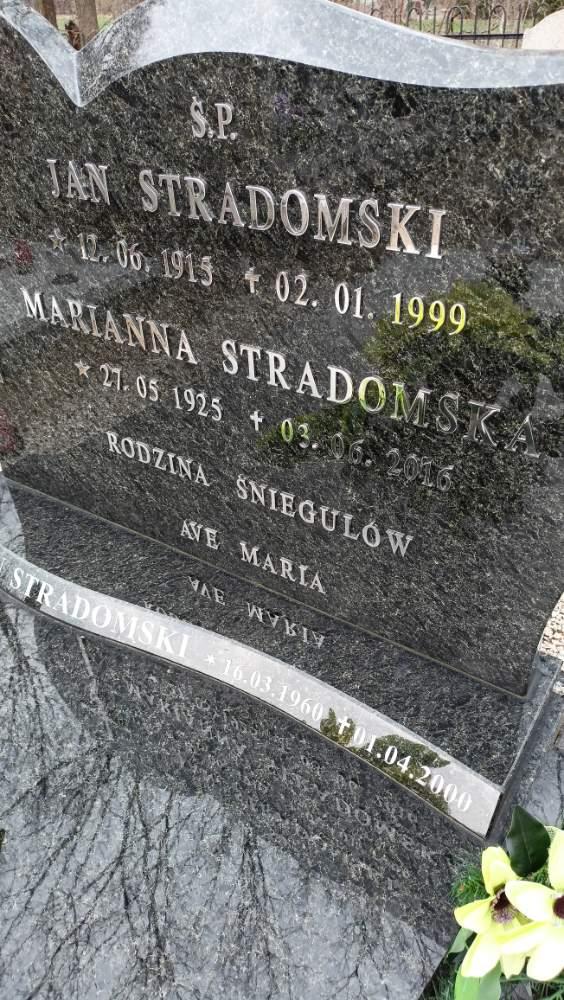 Ś.P.
JAN STRADOMSKI
* 12. 06. 1915 ✝ 02. 01. 1999
MARIANNA STRADOMSKA
* 27. 05 1925 ✝ 03. 06. 2016
RODZINA ŚNIEGULÓW
AVE MARIA
STRADOMSKI * 16.03.1960 ✝ 01.04.2000